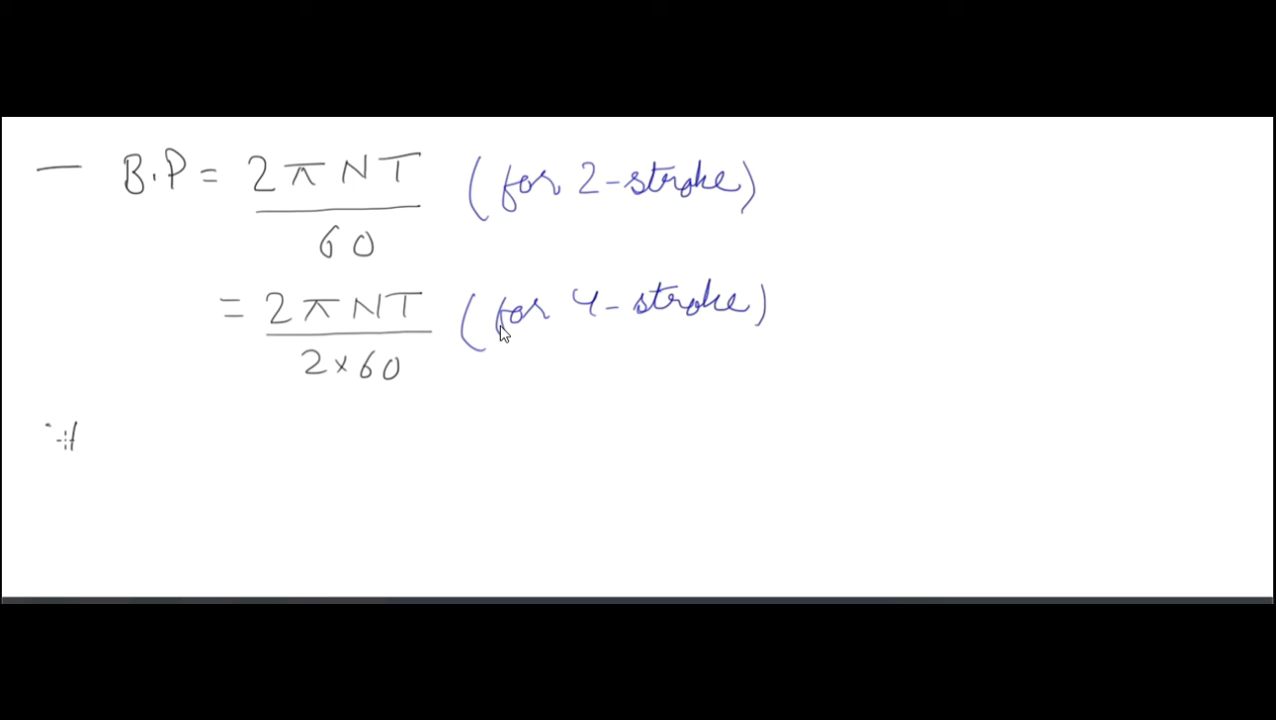 — B.P = 2πNT (for 2-stroke)
60
= 2πNT (for 4-stroke)
2×60